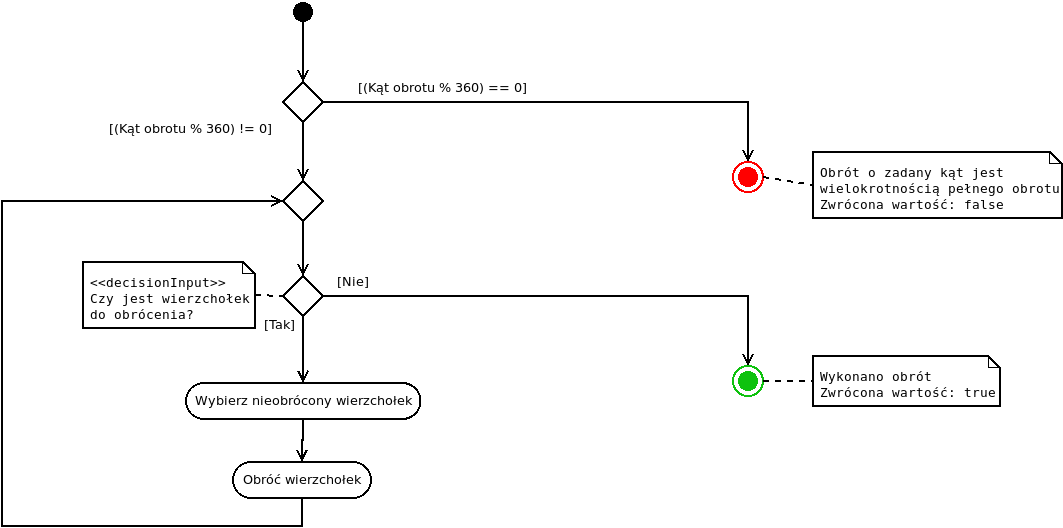 [(Kąt obrotu % 360) == 0]
[(Kąt obrotu % 360) != 0]
Obrót o zadany kąt jest
wielokrotnością pełnego obrotu
Zwrócona wartość: false
<<decisionInput>>
Czy jest wierzchołek
do obrócenia?
[Nie]
[Tak]
Wykonano obrót
Zwrócona wartość: true
Wybierz nieobrócony wierzchołek
Obróć wierzchołek